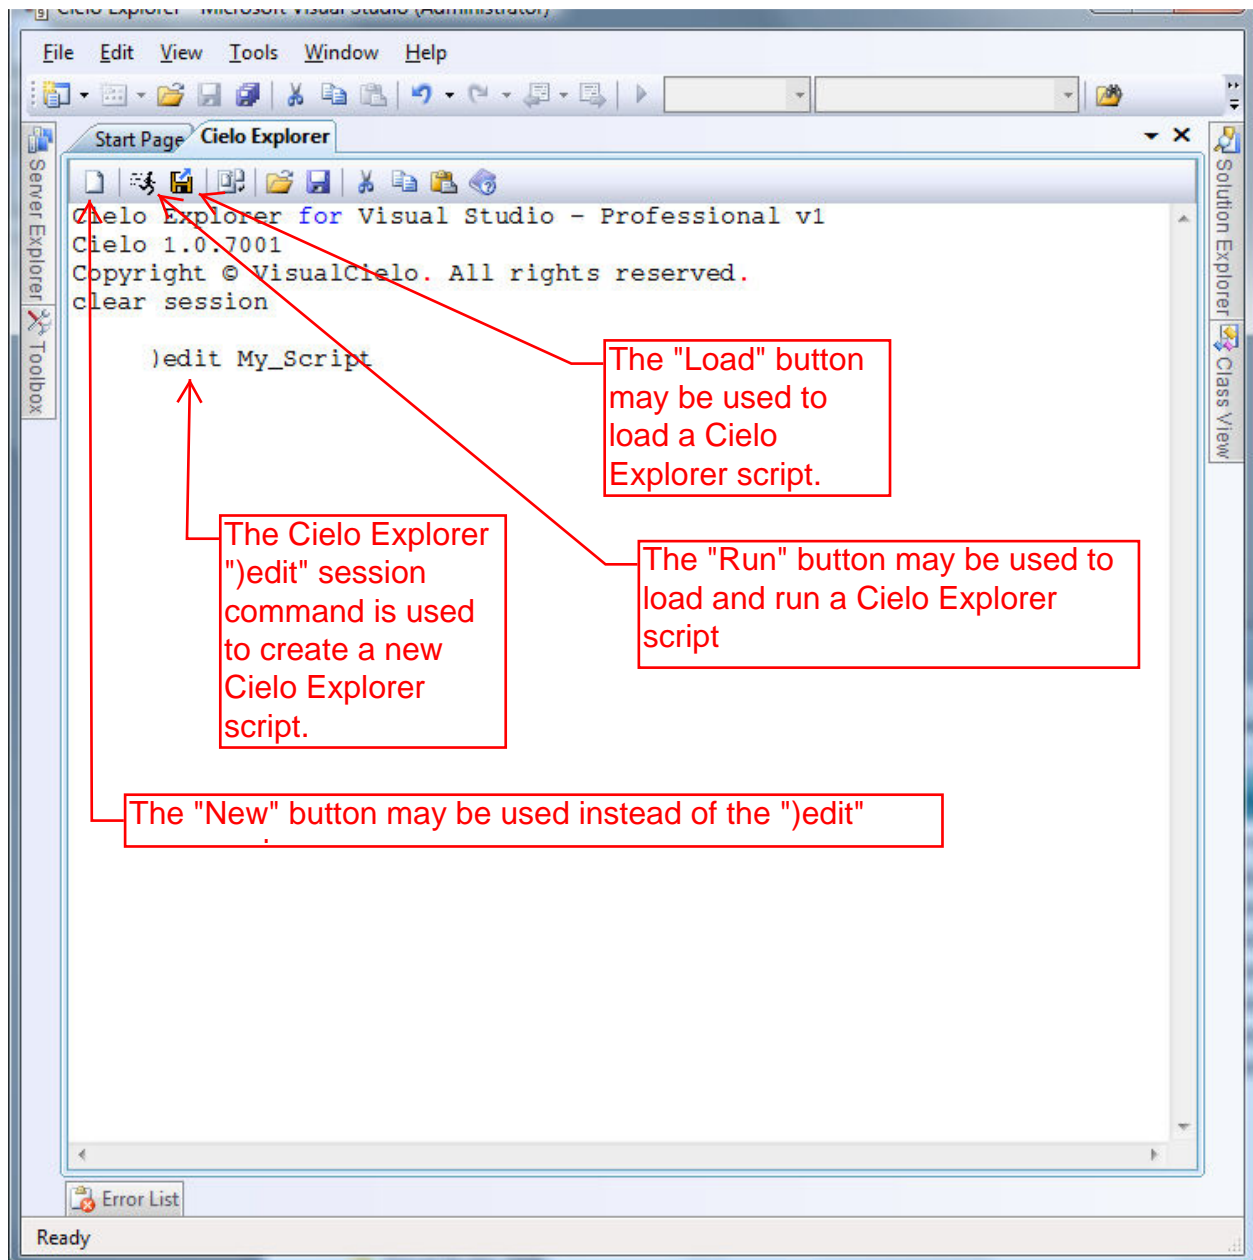 Cielo Explorer - Microsoft Visual Studio (Administrator)
File Edit View Tools Window Help
Start Page Cielo Explorer
Server Explorer
Toolbox
Solution Explorer
Class View
Cielo Explorer for Visual Studio - Professional v1
Cielo 1.0.7001
Copyright © VisualCielo. All rights reserved.
clear session
)edit My_Script
The "Load" button
may be used to
load a Cielo
Explorer script.
The Cielo Explorer
")edit" session
command is used
to create a new
Cielo Explorer
script.
The "Run" button may be used to
load and run a Cielo Explorer
script
The "New" button may be used instead of the ")edit"
Error List
Ready